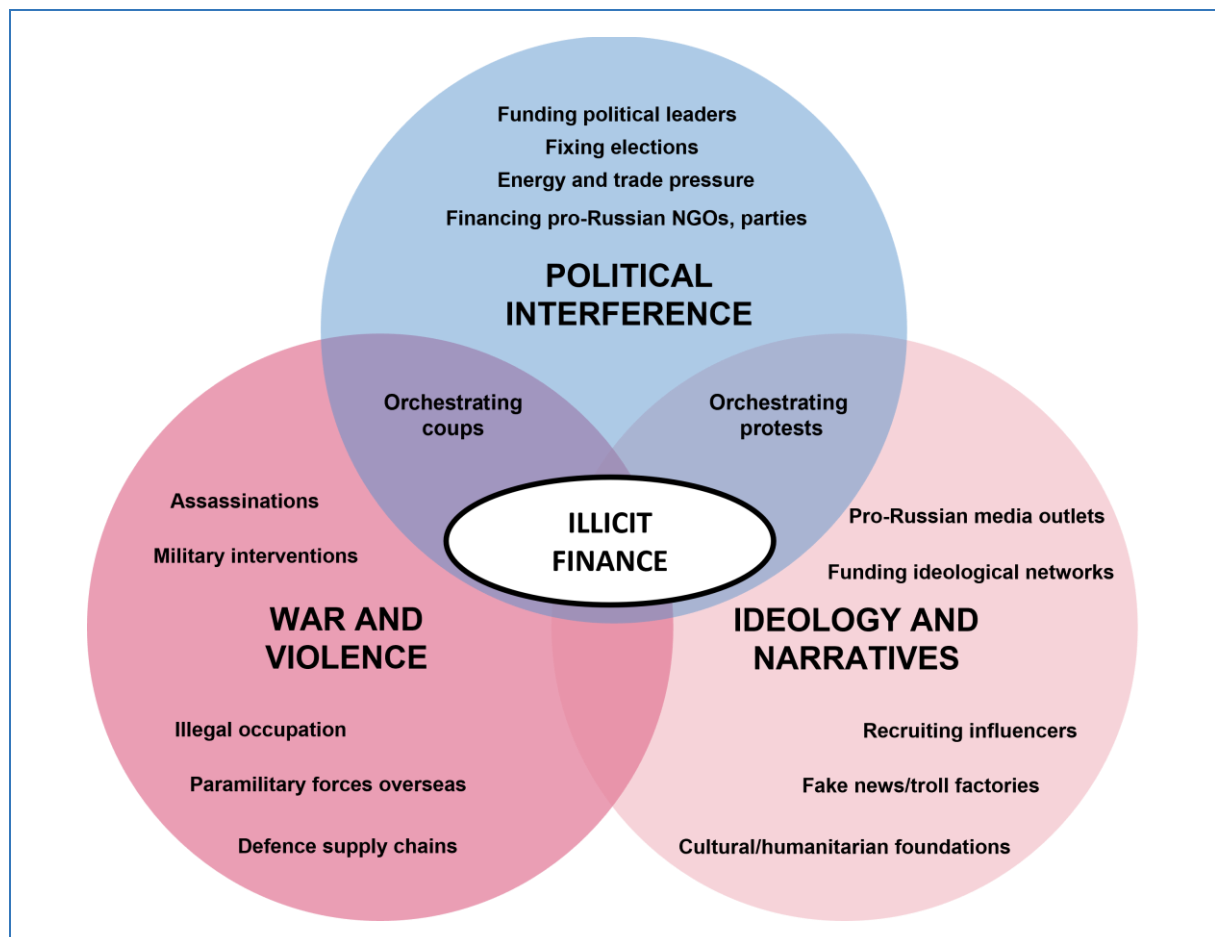 Funding political leaders
Fixing elections
Energy and trade pressure
Financing pro-Russian NGOs, parties
POLITICAL
INTERFERENCE
Orchestrating
coups
Orchestrating
protests
ILLICIT
FINANCE
Assassinations
Military interventions
WAR AND
VIOLENCE
Illegal occupation
Paramilitary forces overseas
Defence supply chains
Pro-Russian media outlets
Funding ideological networks
IDEOLOGY AND
NARRATIVES
Recruiting influencers
Fake news/troll factories
Cultural/humanitarian foundations